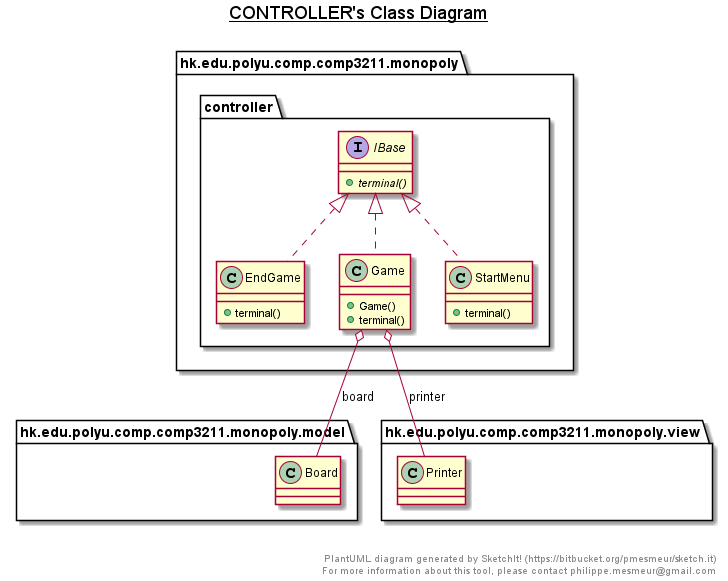 CONTROLLER's Class Diagram
hk.edu.polyu.comp.comp3211.monopoly
controller
I IBase
terminal()
C EndGame
terminal()
C Game
Game()
terminal()
C StartMenu
terminal()
board
printer
hk.edu.polyu.comp.comp3211.monopoly.model
C Board
hk.edu.polyu.comp.comp3211.monopoly.view
C Printer
PlantUML diagram generated by SketchIt! (https://bitbucket.org/pmesmeur/sketch.it)
For more information about this tool, please contact philippe.mesmeur@gmail.com